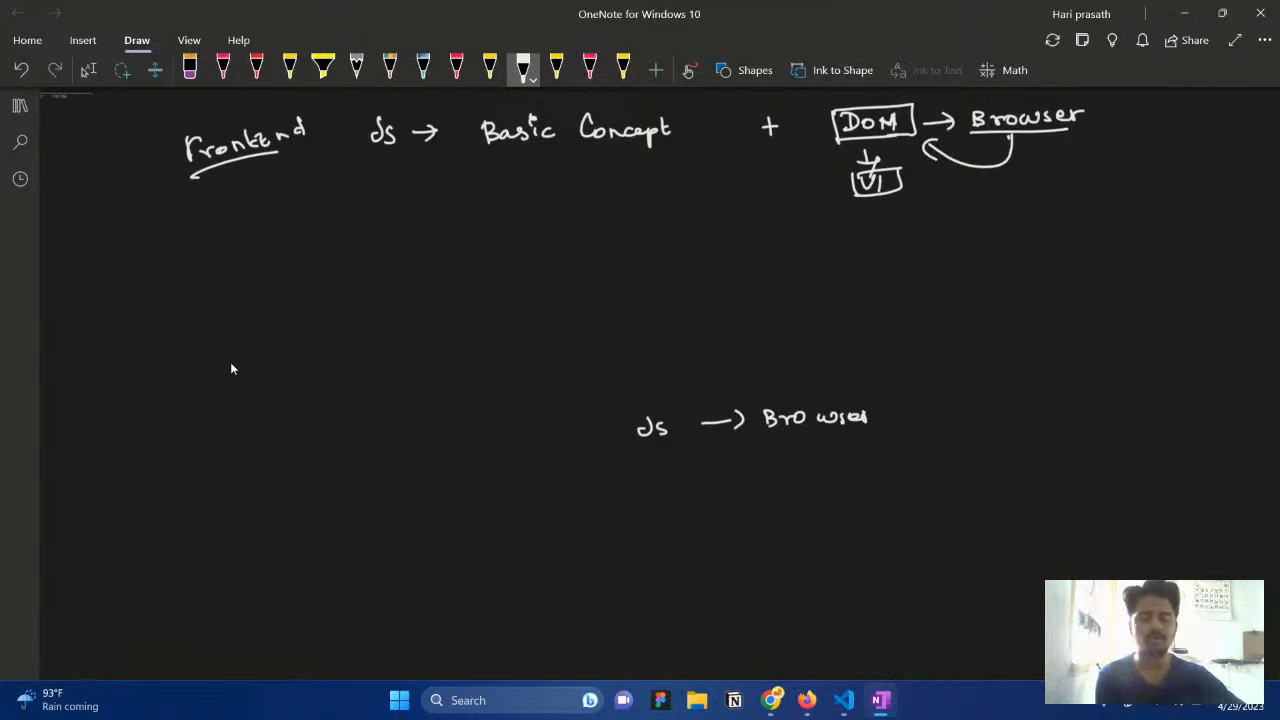 OneNote for Windows 10
Hari prasath
Home Insert Draw View Help
Share
Shapes Ink to Shape Ink to Text Math
Frontend Js → Basic Concept + DOM → Browser
UI
Js → Browser
93°F
Rain coming
Search